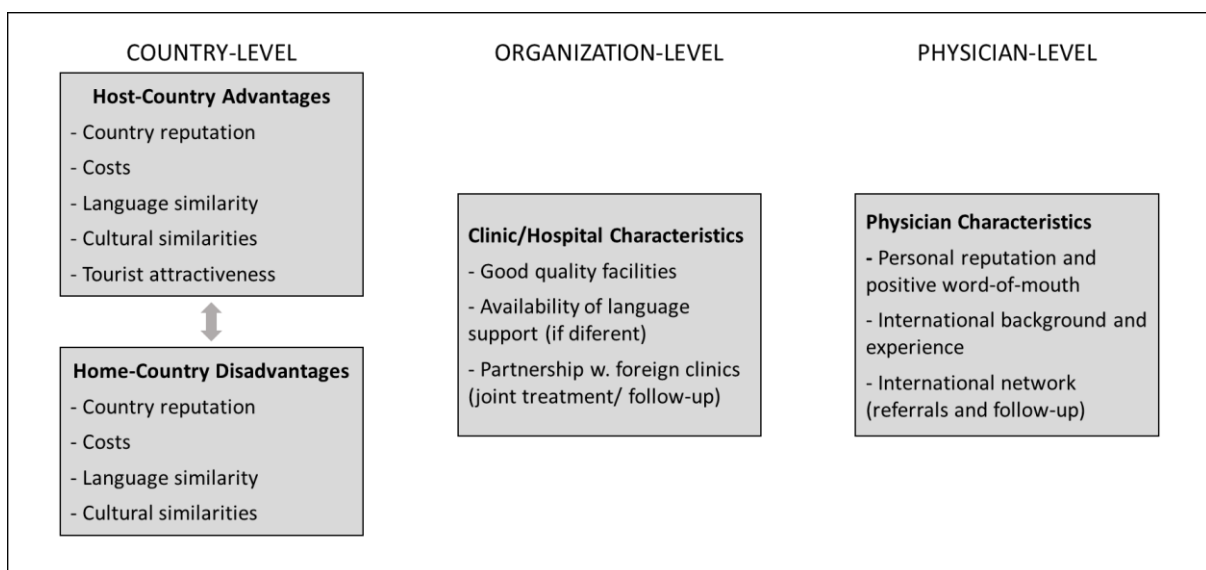 COUNTRY-LEVEL
Host-Country Advantages
- Country reputation
- Costs
- Language similarity
- Cultural similarities
- Tourist attractiveness
Home-Country Disadvantages
- Country reputation
- Costs
- Language similarity
- Cultural similarities
ORGANIZATION-LEVEL
Clinic/Hospital Characteristics
- Good quality facilities
- Availability of language
support (if diferent)
- Partnership w. foreign clinics
(joint treatment/ follow-up)
PHYSICIAN-LEVEL
Physician Characteristics
- Personal reputation and
positive word-of-mouth
- International background and
experience
- International network
(referrals and follow-up)